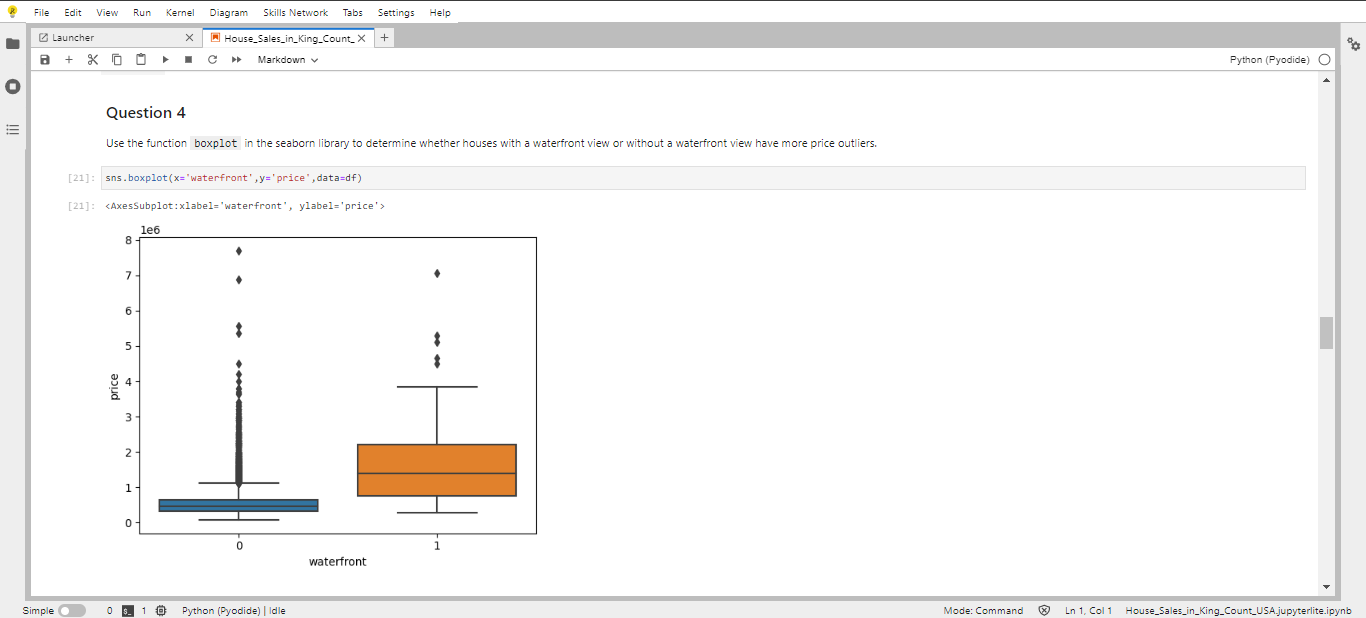 File Edit View Run Kernel Diagram Skills Network Tabs Settings Help
Launcher House_Sales_in_King_Count_
Markdown Python (Pyodide)
Question 4
Use the function boxplot in the seaborn library to determine whether houses with a waterfront view or without a waterfront view have more price outliers.
[21]: sns.boxplot(x='waterfront',y='price',data=df)
[21]: <AxesSubplot:xlabel='waterfront', ylabel='price'>
1e6
8
7
6
5
4
price
3
2
1
0
0 1
waterfront
Simple 0 1 Python (Pyodide) | Idle Mode: Command Ln 1, Col 1 House_Sales_in_King_Count_USA.jupyterlite.ipynb